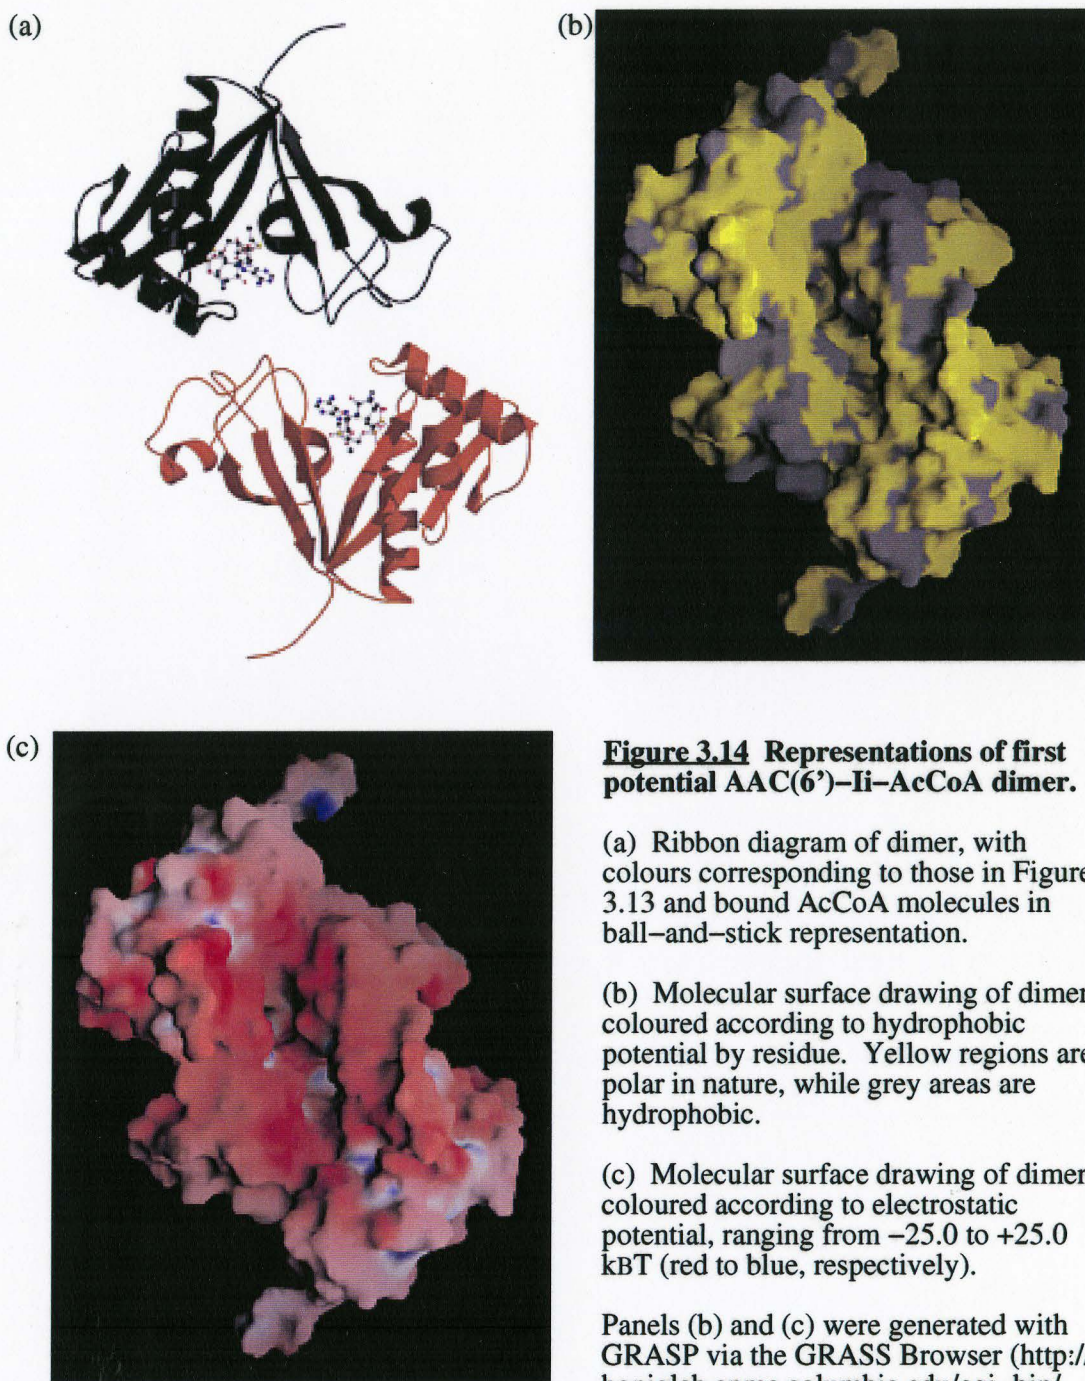 (a)
(b)
(c)
Figure 3.14 Representations of first
potential AAC(6’)–Ii–AcCoA dimer.
(a) Ribbon diagram of dimer, with
colours corresponding to those in Figure
3.13 and bound AcCoA molecules in
ball–and–stick representation.
(b) Molecular surface drawing of dimer
coloured according to hydrophobic
potential by residue. Yellow regions are
polar in nature, while grey areas are
hydrophobic.
(c) Molecular surface drawing of dimer
coloured according to electrostatic
potential, ranging from –25.0 to +25.0
kBT (red to blue, respectively).
Panels (b) and (c) were generated with
GRASP via the GRASS Browser (http://